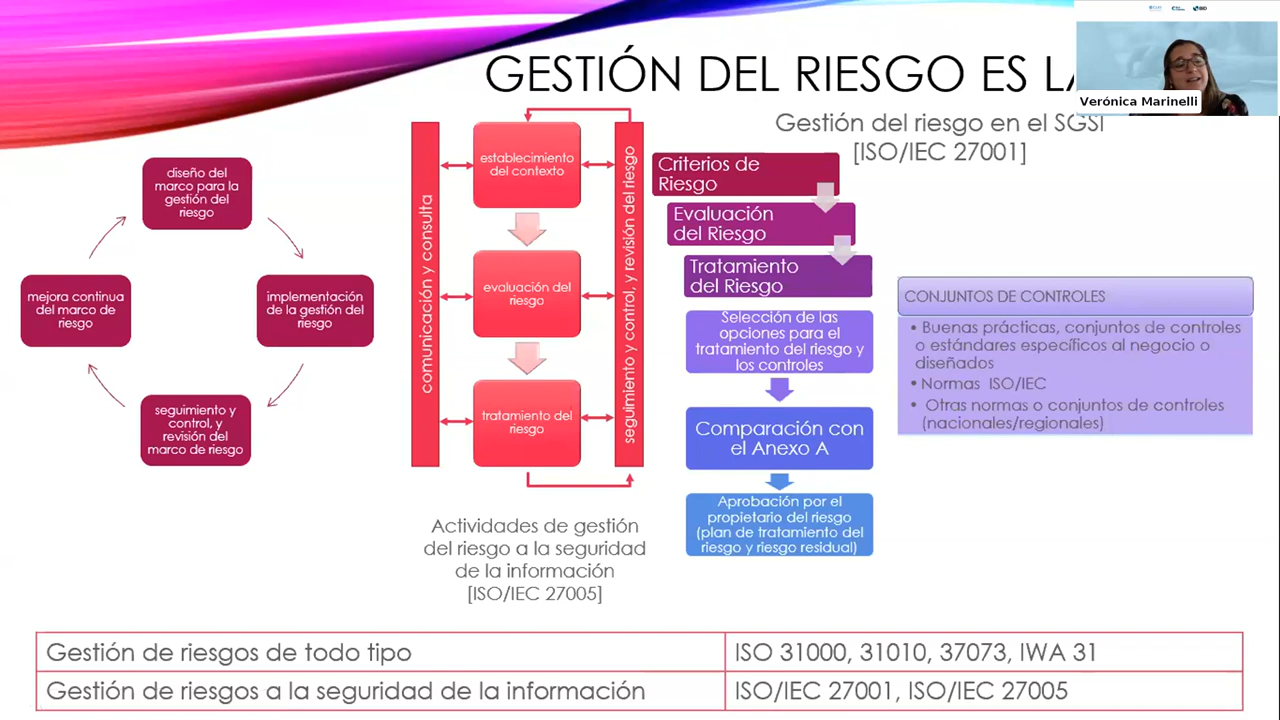 GESTIÓN DEL RIESGO ES LA
Verónica Marinelli
Gestión del riesgo en el SGSI
[ISO/IEC 27001]
diseño del
marco para la
gestión del
riesgo
implementación
de la gestión del
riesgo
seguimiento y
control, y
revisión del
marco de riesgo
mejora continua
del marco de
riesgo
comunicación y consulta
establecimiento
del contexto
evaluación del
riesgo
tratamiento del
riesgo
seguimiento y control, y revisión del riesgo
Actividades de gestión
del riesgo a la seguridad
de la información
[ISO/IEC 27005]
Criterios de
Riesgo
Evaluación
del Riesgo
Tratamiento
del Riesgo
Selección de las
opciones para el
tratamiento del riesgo y
los controles
Comparación con
el Anexo A
Aprobación por el
propietario del riesgo
(plan de tratamiento del
riesgo y riesgo residual)
CONJUNTOS DE CONTROLES
• Buenas prácticas, conjuntos de controles
o estándares específicos al negocio o
diseñados
• Normas ISO/IEC
• Otras normas o conjuntos de controles
(nacionales/regionales)
Gestión de riesgos de todo tipo
ISO 31000, 31010, 37073, IWA 31
Gestión de riesgos a la seguridad de la información
ISO/IEC 27001, ISO/IEC 27005